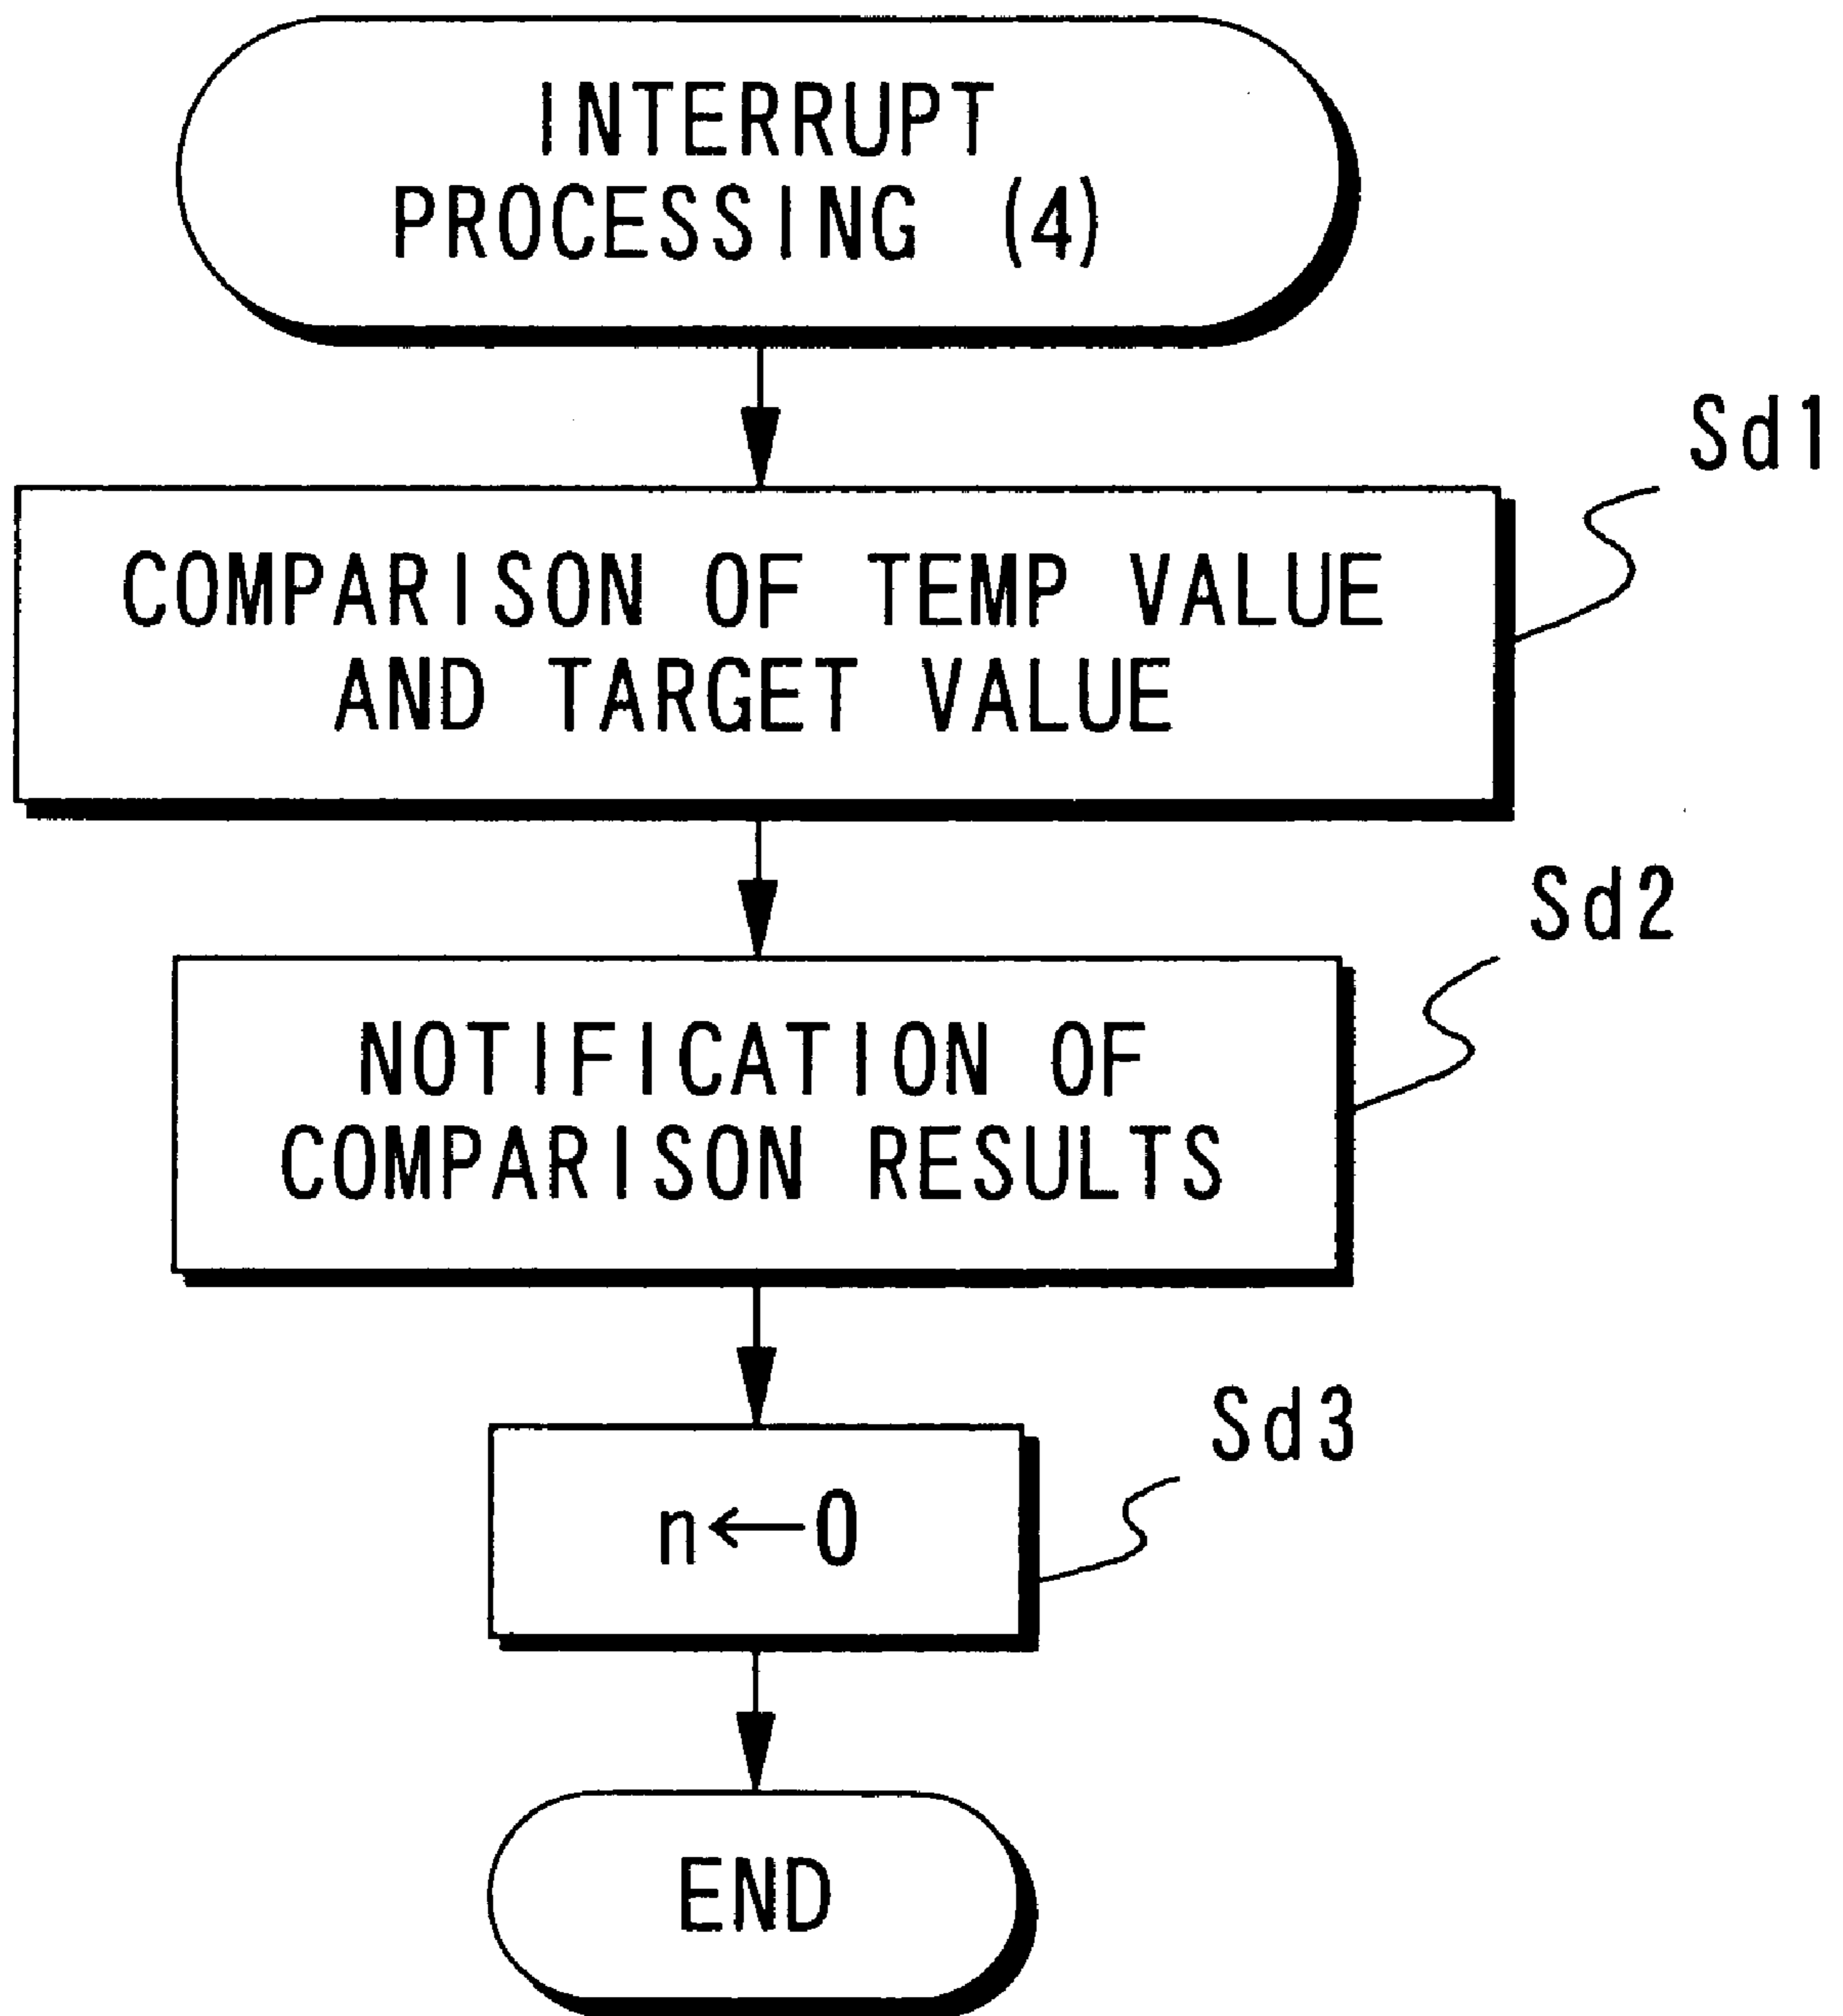 INTERRUPT
PROCESSING (4)
Sd1
COMPARISON OF TEMP VALUE
AND TARGET VALUE
Sd2
NOTIFICATION OF
COMPARISON RESULTS
Sd3
n←0
END